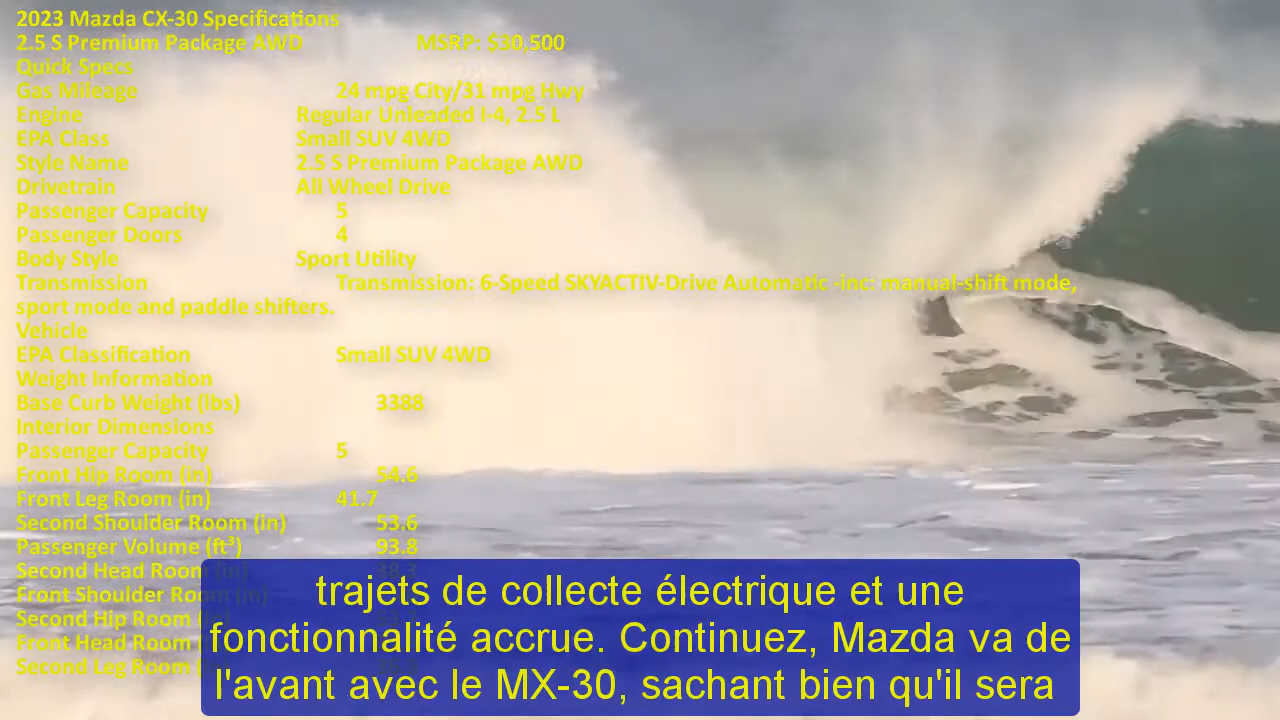 2023 Mazda CX-30 Specifications
2.5 S Premium Package AWD MSRP: $30,500
Quick Specs
Gas Mileage 24 mpg City/31 mpg Hwy
Engine Regular Unleaded I-4, 2.5 L
EPA Class Small SUV 4WD
Style Name 2.5 S Premium Package AWD
Drivetrain All Wheel Drive
Passenger Capacity 5
Passenger Doors 4
Body Style Sport Utility
Transmission Transmission: 6-Speed SKYACTIV-Drive Automatic -inc: manual-shift mode,
sport mode and paddle shifters.
Vehicle
EPA Classification Small SUV 4WD
Weight Information
Base Curb Weight (lbs) 3388
Interior Dimensions
Passenger Capacity 5
Front Hip Room (in) 54.6
Front Leg Room (in) 41.7
Second Shoulder Room (in) 53.6
Passenger Volume (ft³) 93.8
Second Head Room (in) 38.3
Front Shoulder Room (in)
Second Hip Room
Front Head Room
Second Leg Room
trajets de collecte électrique et une
fonctionnalité accrue. Continuez, Mazda va de
l'avant avec le MX-30, sachant bien qu'il sera